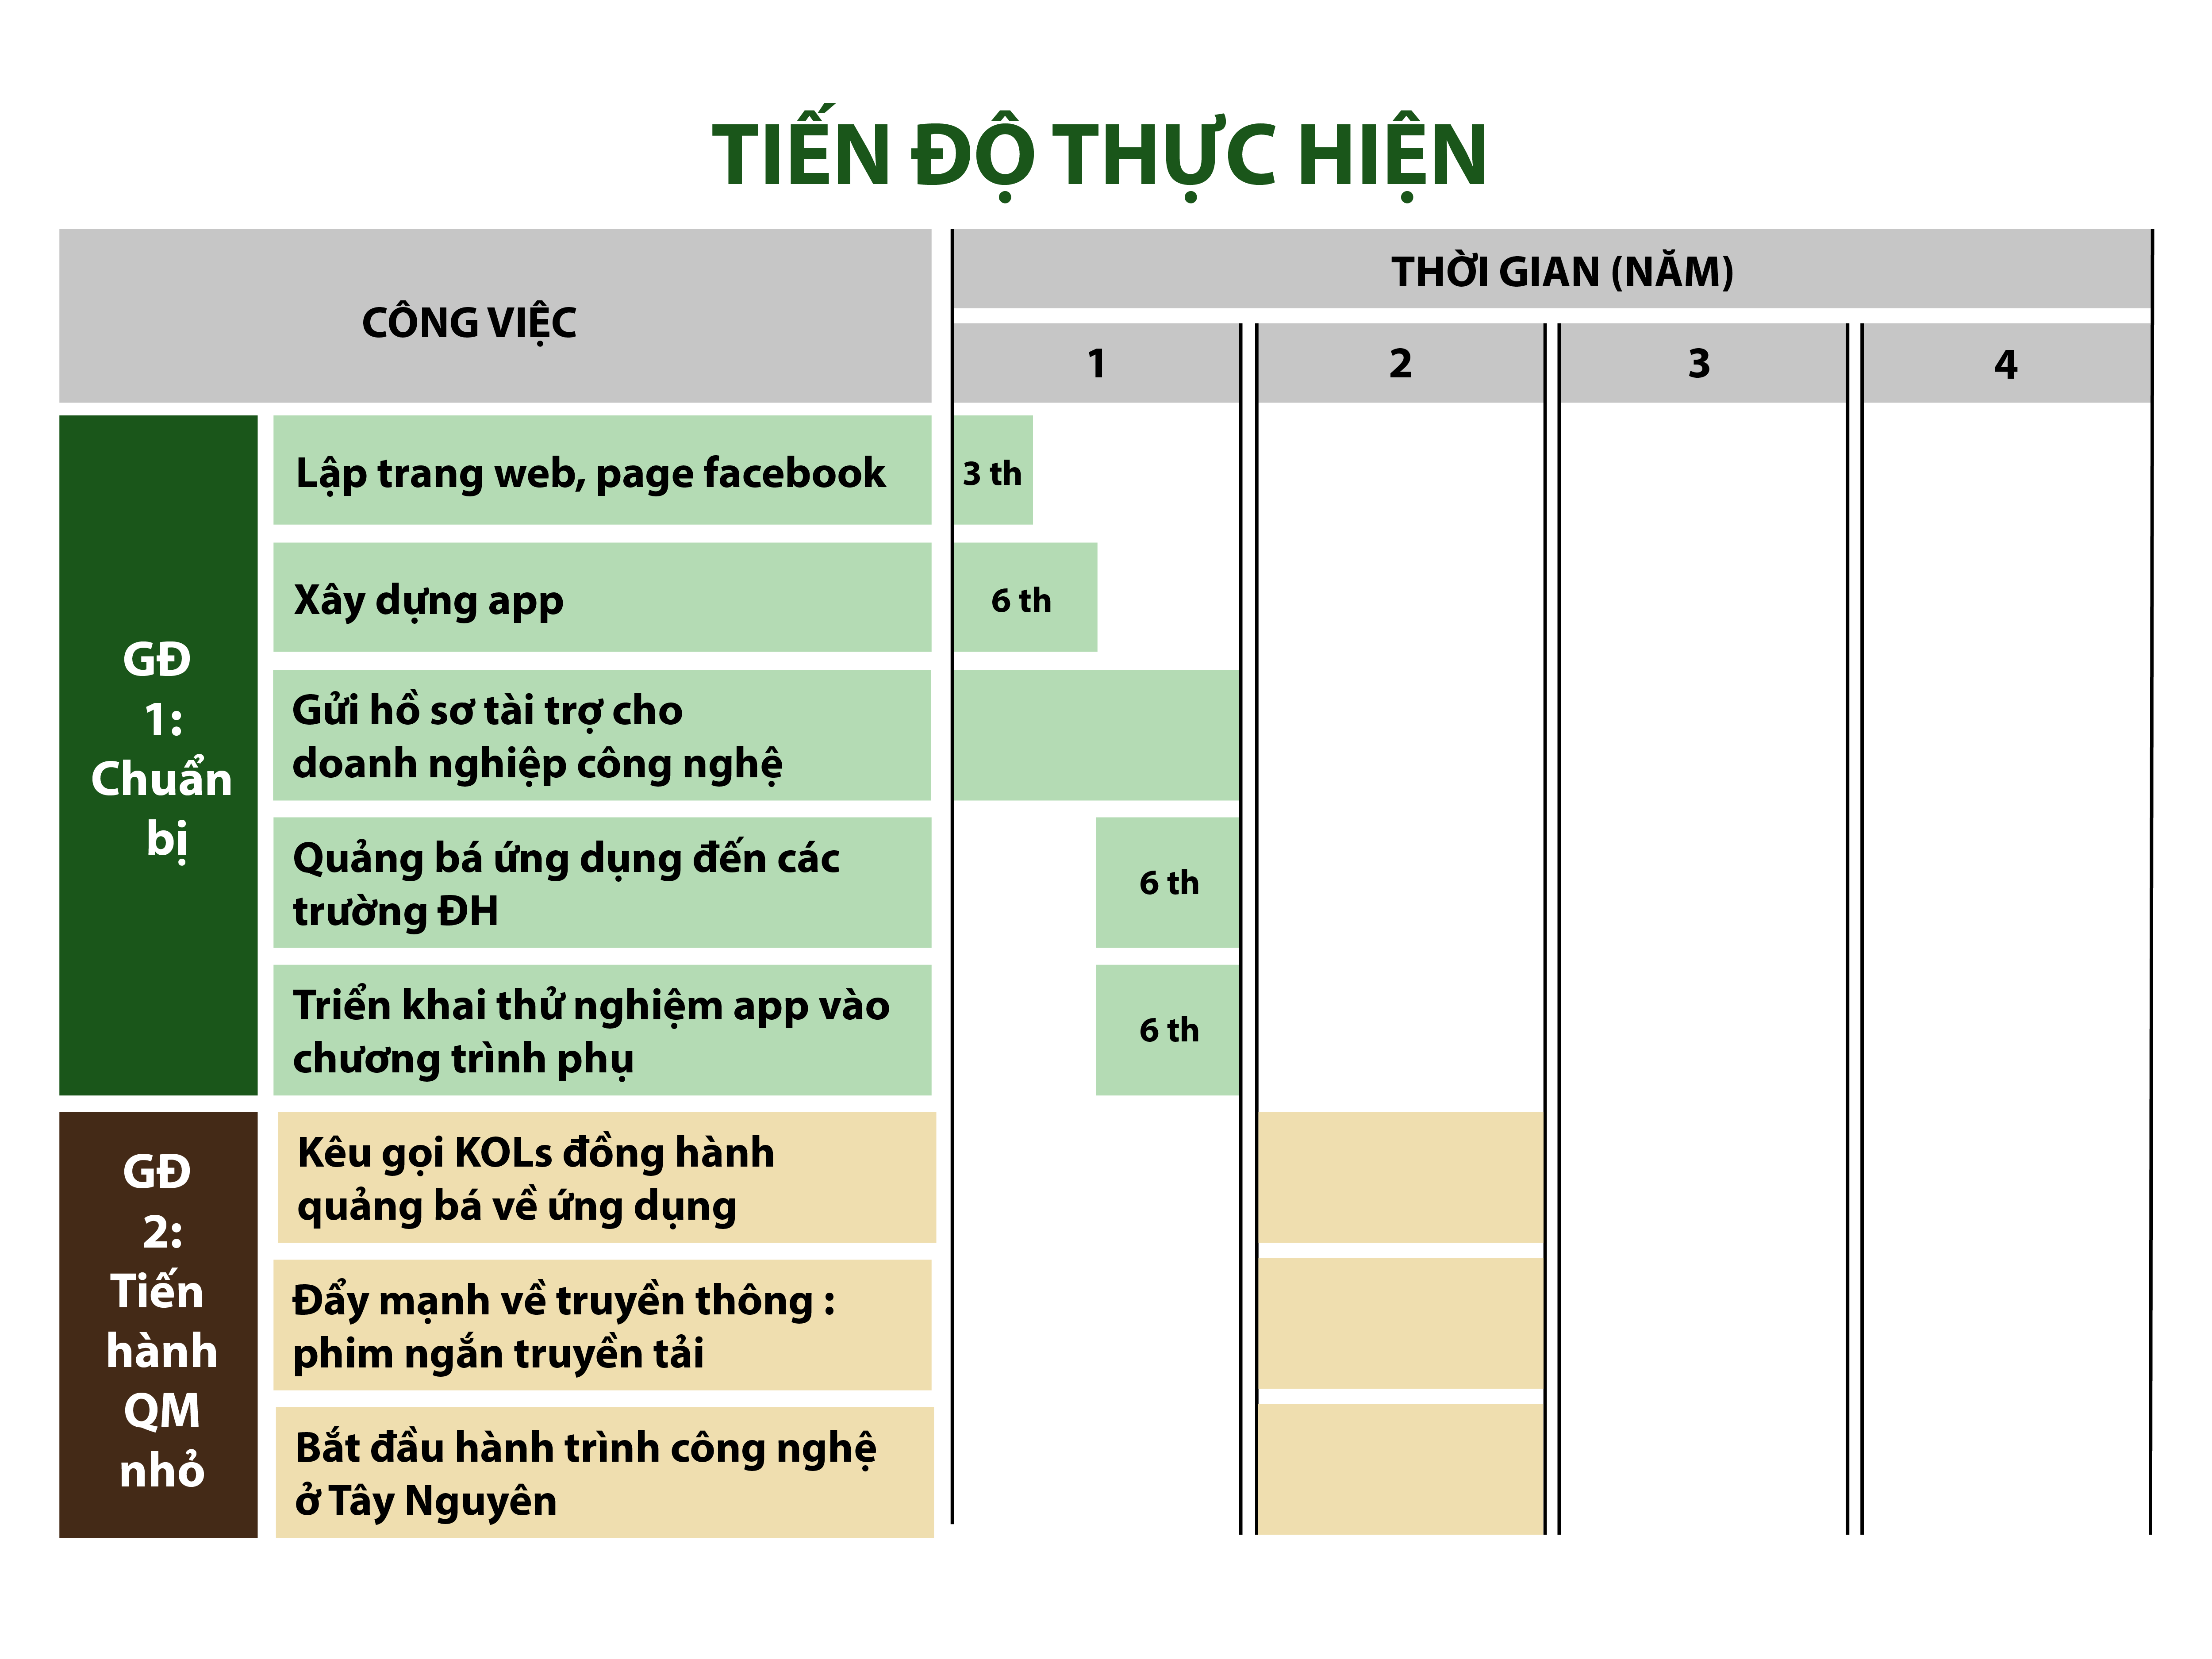 TIẾN ĐỘ THỰC HIỆN
CÔNG VIỆC
THỜI GIAN (NĂM)
1
2
3
4
GĐ
1:
Chuẩn
bị
Lập trang web, page facebook
3 th
Xây dựng app
6 th
Gửi hồ sơ tài trợ cho
doanh nghiệp công nghệ
Quảng bá ứng dụng đến các
trường ĐH
6 th
Triển khai thử nghiệm app vào
chương trình phụ
6 th
GĐ
2:
Tiến
hành
QM
nhỏ
Kêu gọi KOLs đồng hành
quảng bá về ứng dụng
Đẩy mạnh về truyền thông :
phim ngắn truyền tải
Bắt đầu hành trình công nghệ
ở Tây Nguyên